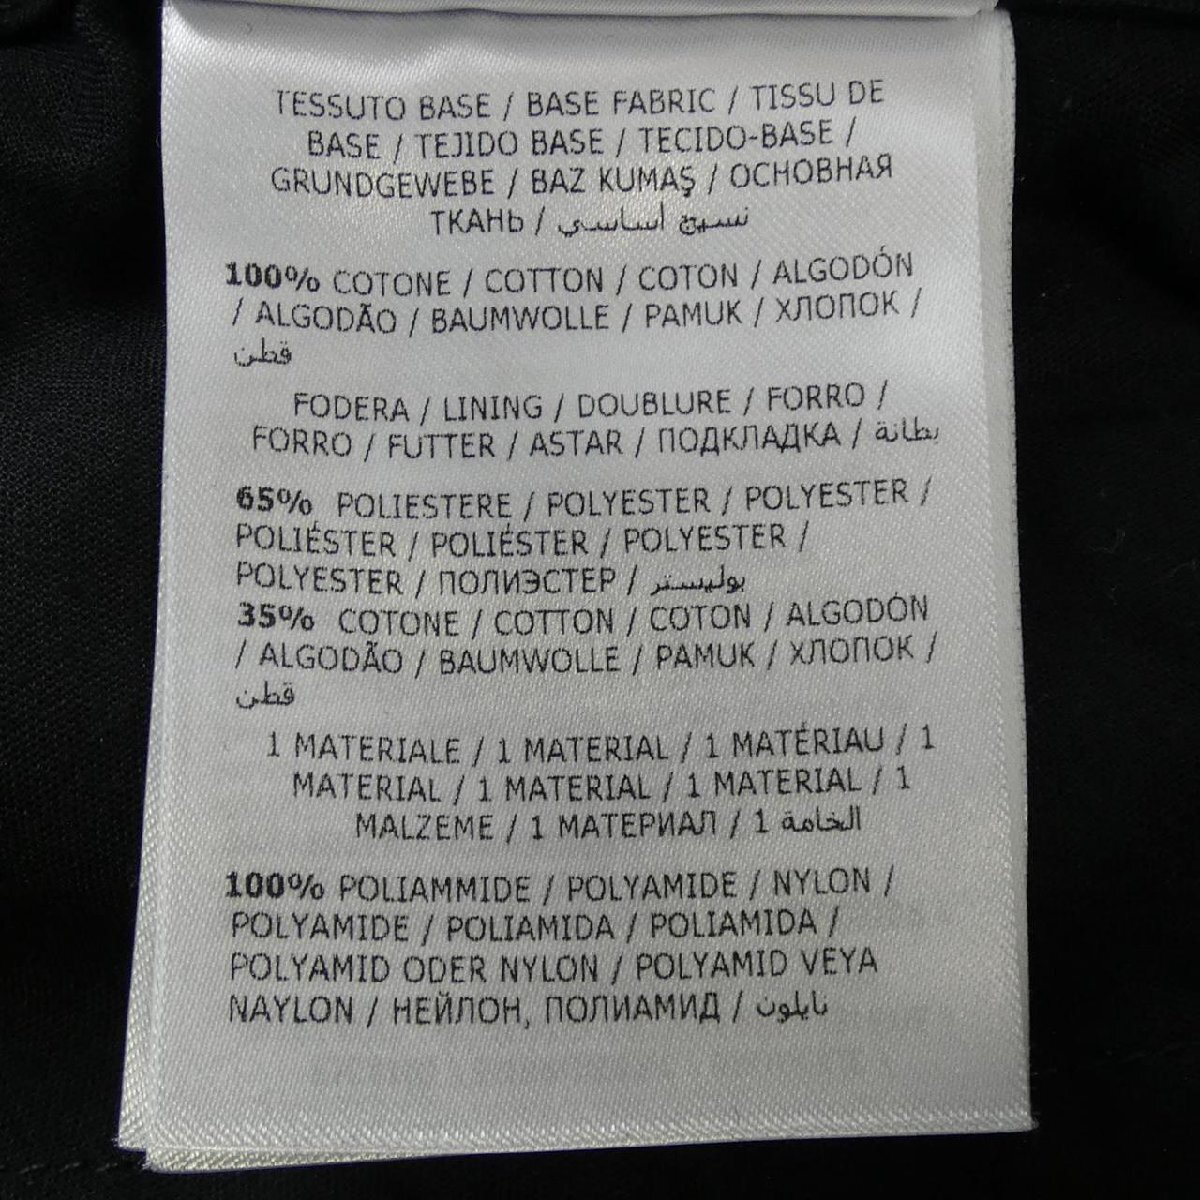 TESSUTO BASE / BASE FABRIC / TISSU DE
BASE / TEJIDO BASE / TECIDO-BASE /
GRUNDGEWEBE / BAZ KUMAŞ / ОСНОВНАЯ
ТКАНЬ / نسيج أساسي
100% COTONE / COTTON / COTON / ALGODÓN
/ ALGODÃO / BAUMWOLLE / PAMUK / ХЛОПОК /
قطن
FODERA / LINING / DOUBLURE / FORRO /
FORRO / FUTTER / ASTAR / ПОДКЛАДКА / بطانة
65% POLIESTERE / POLYESTER / POLYESTER /
POLIÉSTER / POLIÉSTER / POLYESTER /
POLYESTER / ПОЛИЭСТЕР / بوليستر
35% COTONE / COTTON / COTON / ALGODÓN
/ ALGODÃO / BAUMWOLLE / PAMUK / ХЛОПОК /
قطن
1 MATERIALE / 1 MATERIAL / 1 MATÉRIAU / 1
MATERIAL / 1 MATERIAL / 1 MATERIAL / 1
MALZEME / 1 МАТЕРИАЛ / 1 الخامة
100% POLIAMMIDE / POLYAMIDE / NYLON /
POLYAMIDE / POLIAMIDA / POLIAMIDA /
POLYAMID ODER NYLON / POLYAMID VEYA
NAYLON / НЕЙЛОН, ПОЛИАМИД / نايلون